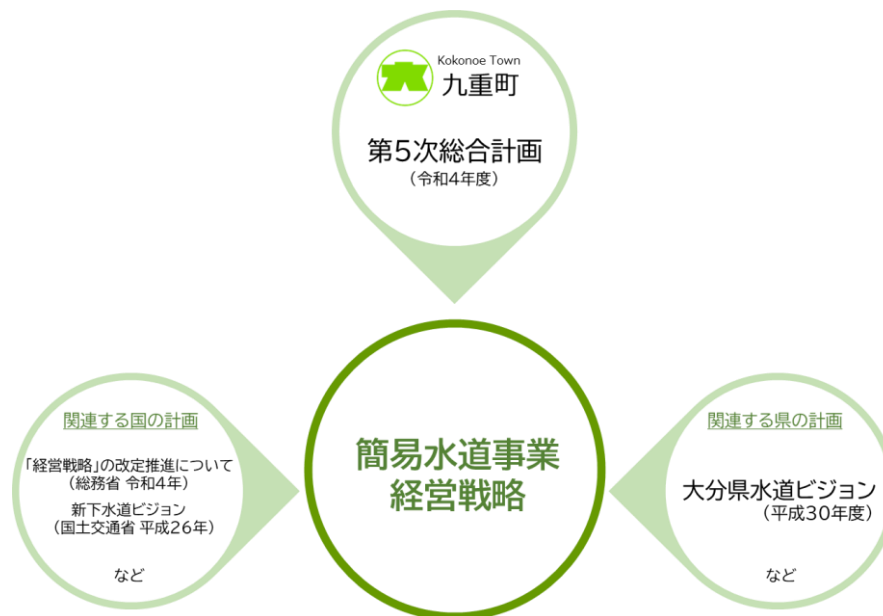 Kokonoe Town
九重町
第5次総合計画
（令和4年度）
関連する国の計画
「経営戦略」の改定推進について
（総務省 令和4年）
新下水道ビジョン
（国土交通省 平成26年）
など
簡易水道事業
経営戦略
関連する県の計画
大分県水道ビジョン
（平成30年度）
など